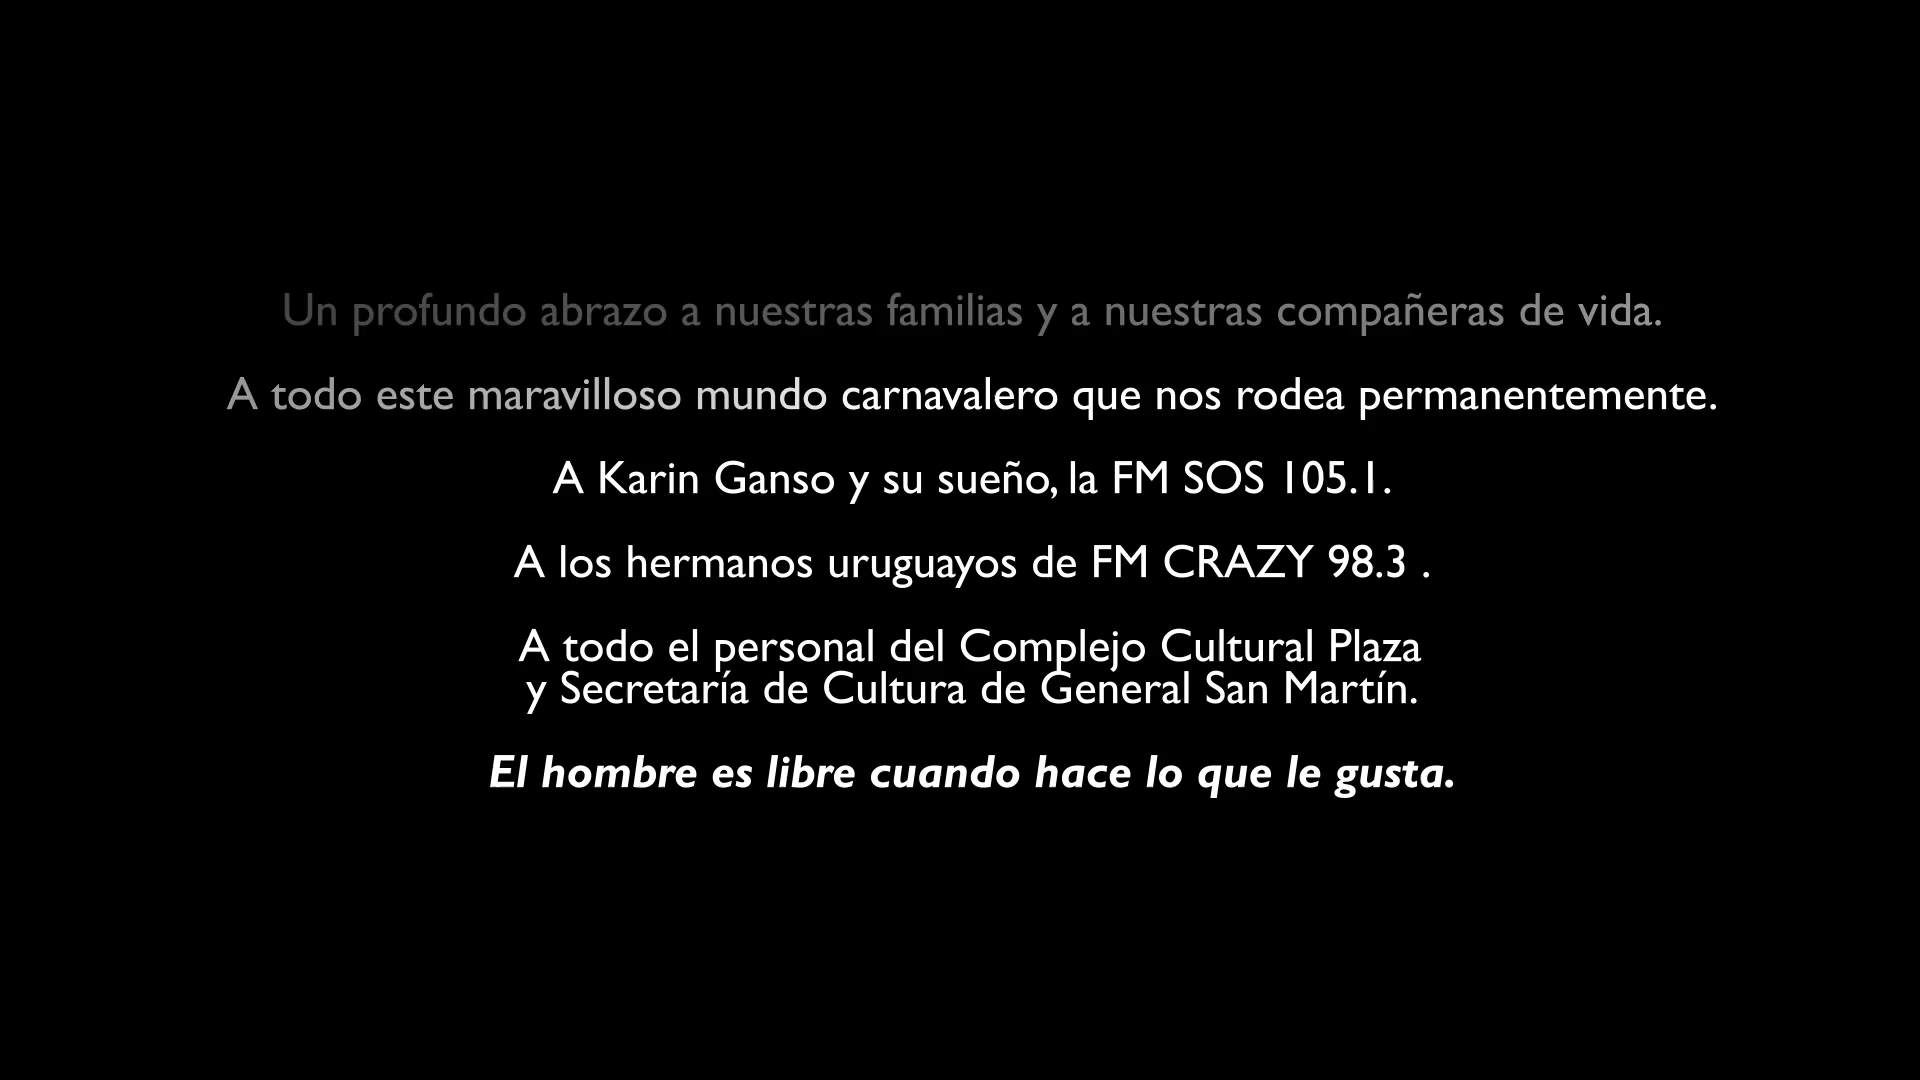 Un profundo abrazo a nuestras familias y a nuestras compañeras de vida.
A todo este maravilloso mundo carnavalero que nos rodea permanentemente.
A Karin Ganso y su sueño, la FM SOS 105.1.
A los hermanos uruguayos de FM CRAZY 98.3 .
A todo el personal del Complejo Cultural Plaza
y Secretaría de Cultura de General San Martín.
El hombre es libre cuando hace lo que le gusta.